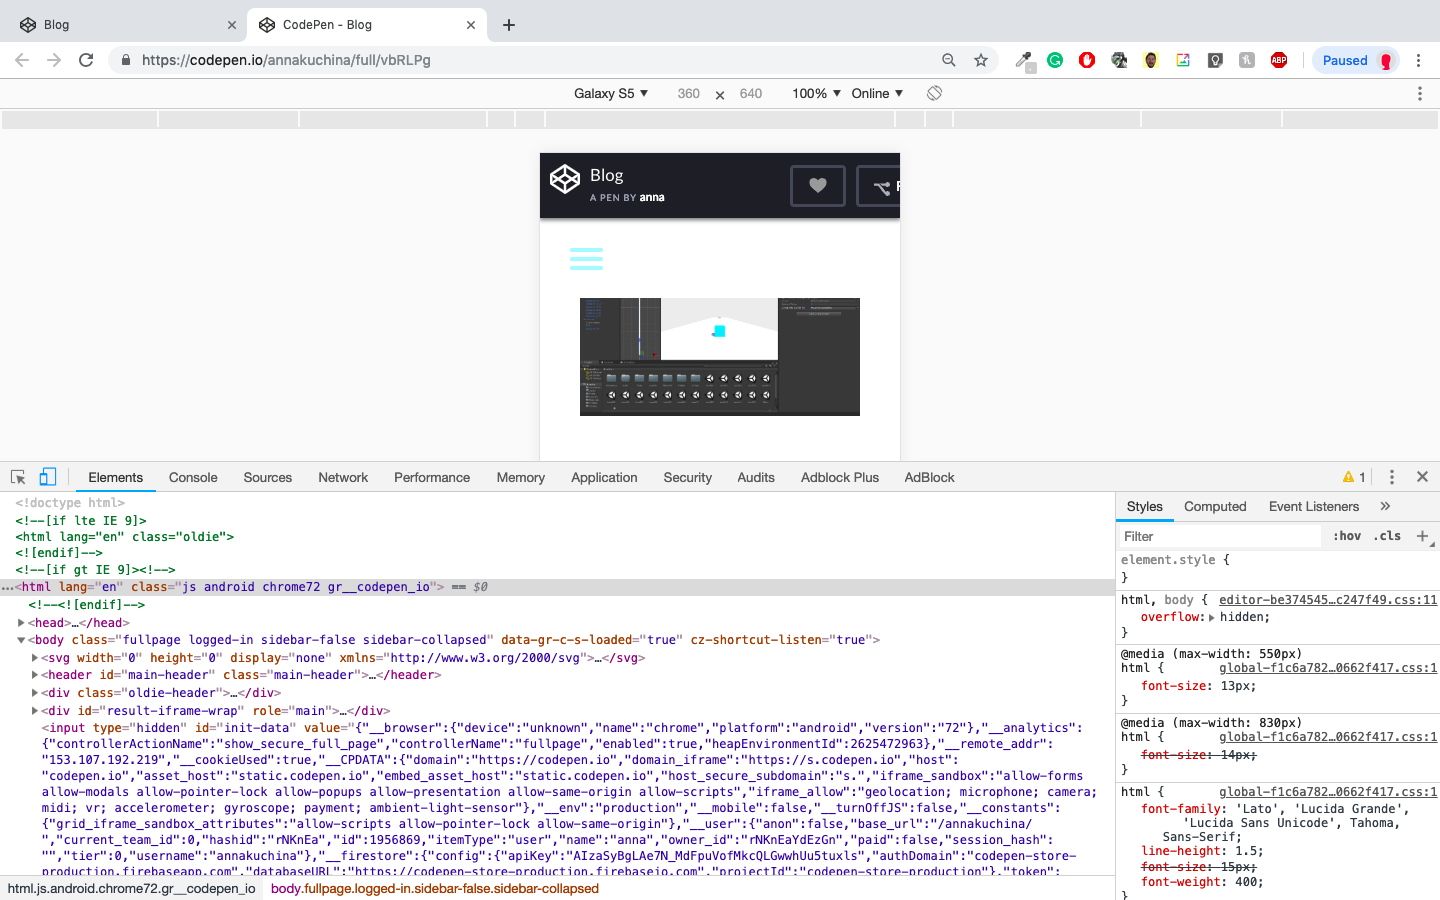 Blog
CodePen - Blog
https://codepen.io/annakuchina/full/vbRLPg
ABP
Paused
Galaxy S5 ▼ 360 × 640 100% ▼ Online ▼
Blog
A PEN BY anna
Elements Console Sources Network Performance Memory Application Security Audits Adblock Plus AdBlock
1
<!doctype html>
<!--[if lte IE 9]>
<html lang="en" class="oldie">
<![endif]-->
<!--[if gt IE 9]><!-->
…<html lang="en" class="js android chrome72 gr__codepen_io"> == $0
<!--<![endif]-->
▶<head>…</head>
▼<body class="fullpage logged-in sidebar-false sidebar-collapsed" data-gr-c-s-loaded="true" cz-shortcut-listen="true">
▶<svg width="0" height="0" display="none" xmlns="http://www.w3.org/2000/svg">…</svg>
▶<header id="main-header" class="main-header">…</header>
▶<div class="oldie-header">…</div>
▶<div id="result-iframe-wrap" role="main">…</div>
<input type="hidden" id="init-data" value="{"__browser":{"device":"unknown","name":"chrome","platform":"android","version":"72"},"__analytics":
{"controllerActionName":"show_secure_full_page","controllerName":"fullpage","enabled":true,"heapEnvironmentId":2625472963},"__remote_addr":
"153.107.192.219","__cookieUsed":true,"__CPDATA":{"domain":"https://codepen.io","domain_iframe":"https://s.codepen.io","host":
"codepen.io","asset_host":"static.codepen.io","embed_asset_host":"static.codepen.io","host_secure_subdomain":"s.","iframe_sandbox":"allow-forms
allow-modals allow-pointer-lock allow-popups allow-presentation allow-same-origin allow-scripts","iframe_allow":"geolocation; microphone; camera;
midi; vr; accelerometer; gyroscope; payment; ambient-light-sensor"},"__env":"production","__mobile":false,"__turnOffJS":false,"__constants":
{"grid_iframe_sandbox_attributes":"allow-scripts allow-pointer-lock allow-same-origin"},"__user":{"anon":false,"base_url":"/annakuchina/
","current_team_id":0,"hashid":"rNKnEa","id":1956869,"itemType":"user","name":"anna","owner_id":"rNKnEaYdEzGn","paid":false,"session_hash":
"","tier":0,"username":"annakuchina"},"__firestore":{"config":{"apiKey":"AIzaSyBgLAe7N_MdFpuVofMkcQLGwwhUu5tuxls","authDomain":"codepen-store-
production.firebaseapp.com","databaseURL":"https://codepen-store-production.firebaseio.com","projectId":"codepen-store-production"},"token":
html.js.android.chrome72.gr__codepen_io body.fullpage.logged-in.sidebar-false.sidebar-collapsed
Styles Computed Event Listeners »
Filter :hov .cls +
element.style {
}
html, body { editor-be374545…c247f49.css:11
overflow:▶ hidden;
}
@media (max-width: 550px)
html { global-f1c6a782…0662f417.css:1
font-size: 13px;
}
@media (max-width: 830px)
html { global-f1c6a782…0662f417.css:1
font-size: 14px;
}
html { global-f1c6a782…0662f417.css:1
font-family: 'Lato', 'Lucida Grande',
'Lucida Sans Unicode', Tahoma,
Sans-Serif;
line-height: 1.5;
font-size: 15px;
font-weight: 400;
}